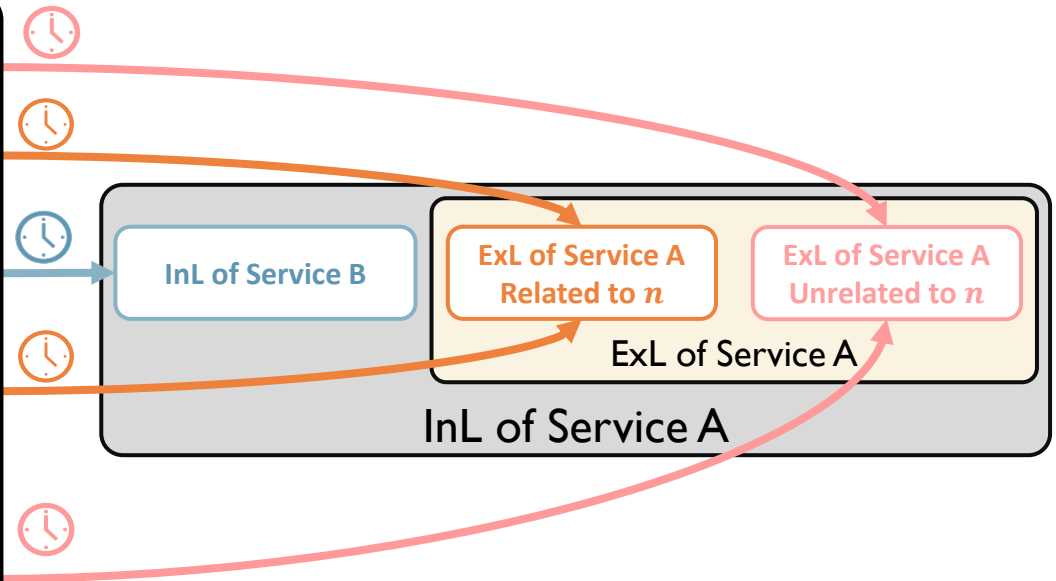 InL of Service B
ExL of Service A
Related to n
ExL of Service A
Unrelated to n
ExL of Service A
InL of Service A